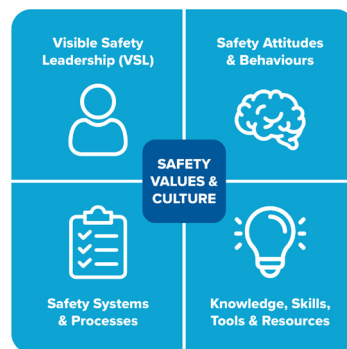 Visible Safety
Leadership (VSL)
Safety Attitudes
& Behaviours
SAFETY
VALUES &
CULTURE
Safety Systems
& Processes
Knowledge, Skills,
Tools & Resources